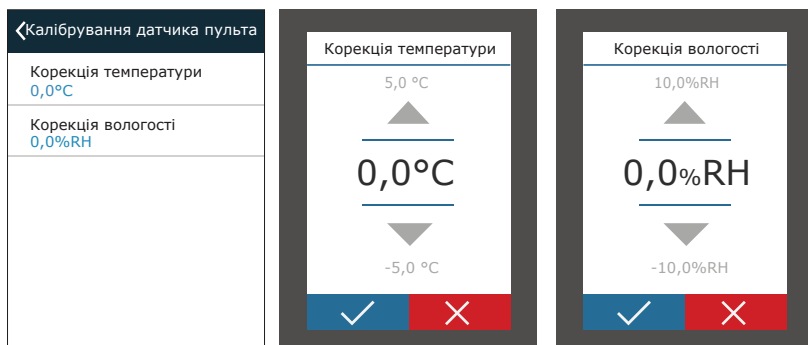 Калібрування датчика пульта
Корекція температури
0,0°C
Корекція вологості
0,0%RH
Корекція температури
5,0 °C
0,0°C
-5,0 °C
Корекція вологості
10,0%RH
0,0%RH
-10,0%RH